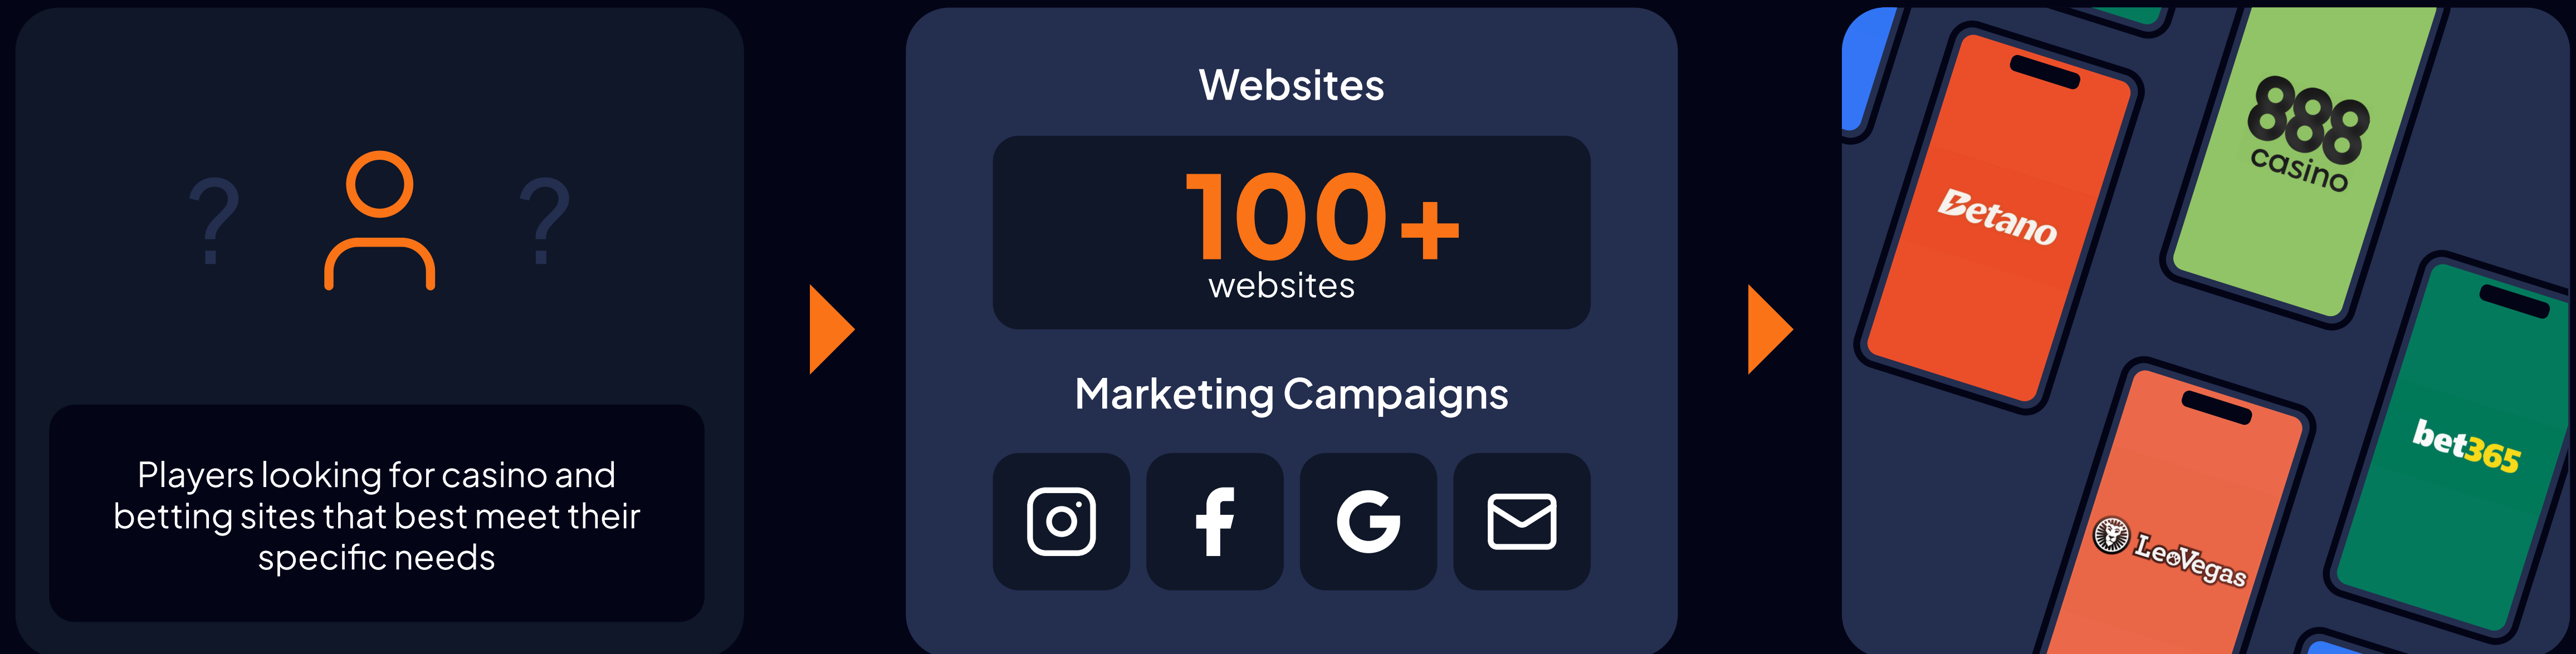 ? ?
Players looking for casino and
betting sites that best meet their
specific needs
Websites
100+
websites
Marketing Campaigns
Betano
888
casino
LeoVegas
bet365